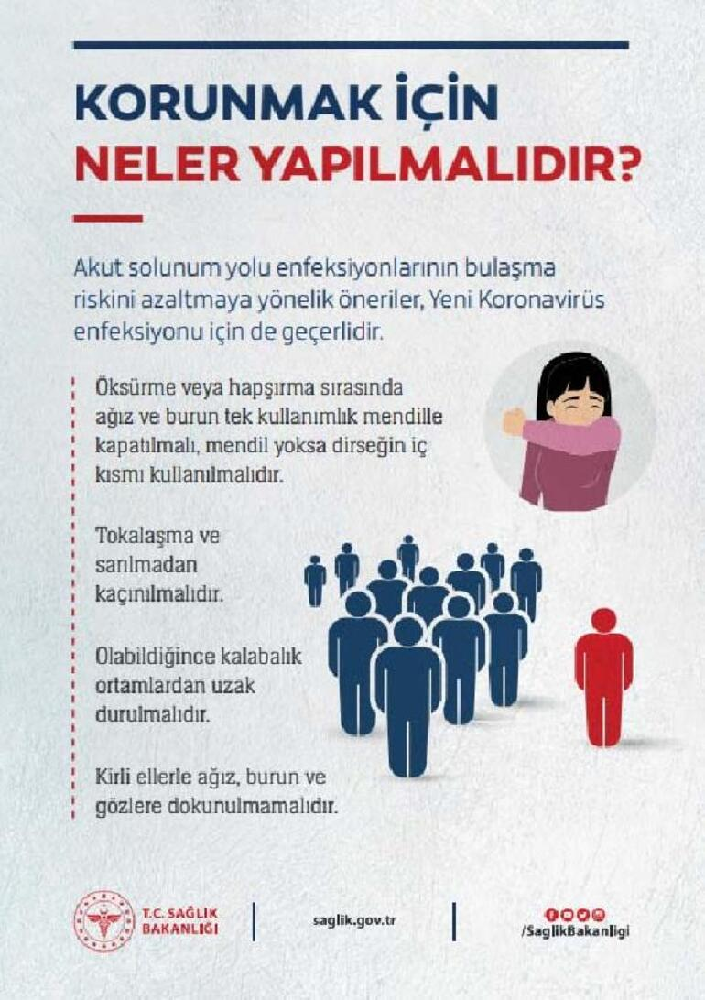 KORUNMAK İÇİN
NELER YAPILMALIDIR?
Akut solunum yolu enfeksiyonlarının bulaşma
riskini azaltmaya yönelik öneriler, Yeni Koronavirüs
enfeksiyonu için de geçerlidir.
Öksürme veya hapşırma sırasında
ağız ve burun tek kullanımlık mendille
kapatılmalı, mendil yoksa dirseğin iç
kısmı kullanılmalıdır.
Tokalaşma ve
sarılmadan
kaçınılmalıdır.
Olabildiğince kalabalık
ortamlardan uzak
durulmalıdır.
Kirli ellerle ağız, burun ve
gözlere dokunulmamalıdır.
T.C. SAĞLIK
BAKANLIĞI
saglik.gov.tr
/SaglikBakanligi